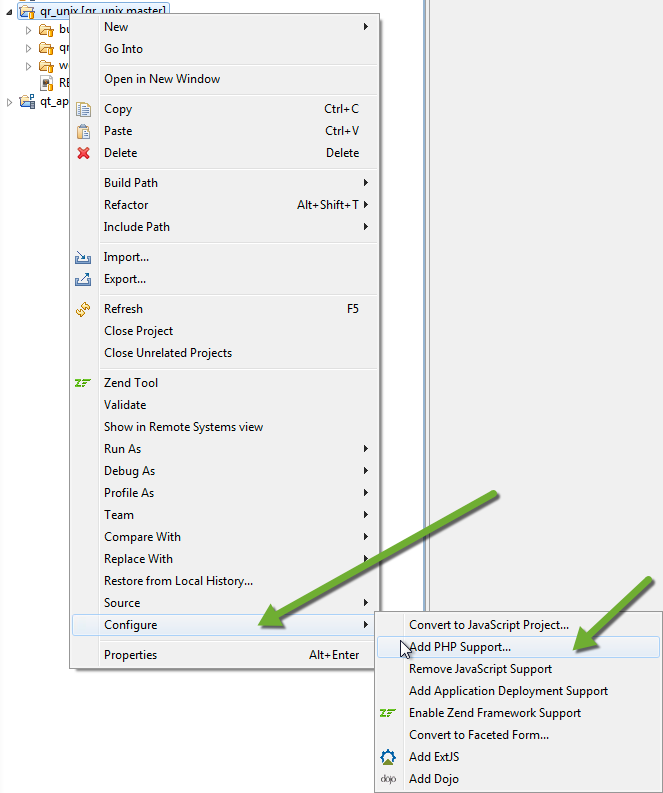 qr_unix [qr_unix master]
New
Go Into
Open in New Window
Copy Ctrl+C
Paste Ctrl+V
Delete Delete
Build Path
Refactor Alt+Shift+T
Include Path
Import...
Export...
Refresh F5
Close Project
Close Unrelated Projects
Zend Tool
Validate
Show in Remote Systems view
Run As
Debug As
Profile As
Team
Compare With
Replace With
Restore from Local History...
Source
Configure
Properties Alt+Enter
Convert to JavaScript Project...
Add PHP Support...
Remove JavaScript Support
Add Application Deployment Support
Enable Zend Framework Support
Convert to Faceted Form...
Add ExtJS
dojo Add Dojo